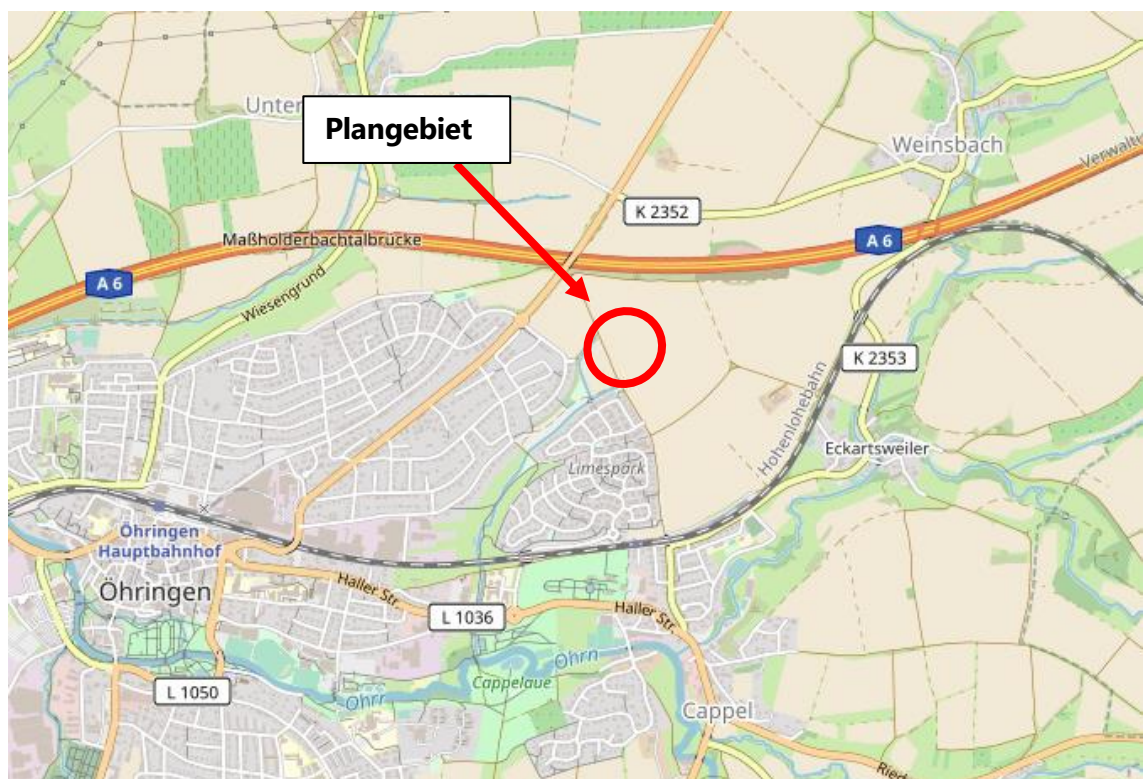 Unter
Plangebiet
Weinsbach
Verwaltu
K 2352
Maßholderbachtalbrücke
A 6
A 6
Wiesengrund
K 2353
Hohenlohebahn
Limespark
Eckartsweiler
Öhringen
Hauptbahnhof
Öhringen
Haller Str.
L 1036
Haller Str.
Ohrn
Cappelaue
L 1050
Ohrn
Cappel
Ried